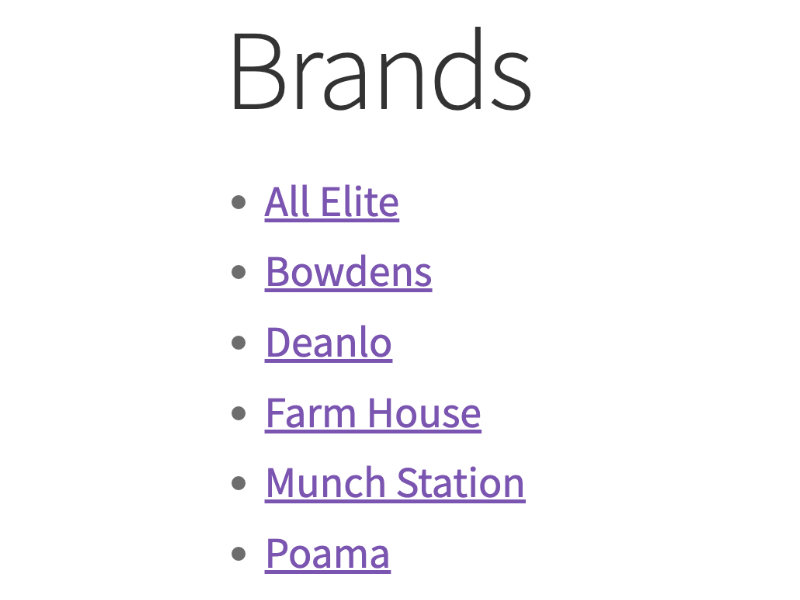 Brands
All Elite
Bowdens
Deanlo
Farm House
Munch Station
Poama